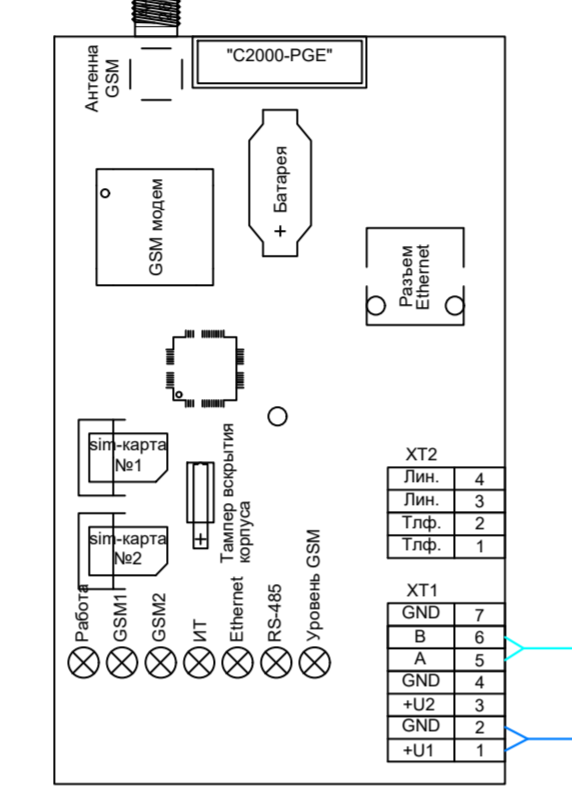 Антенна
GSM
"С2000-PGE"
Батарея
+
GSM модем
Разъем
Ethernet
sim-карта
№1
sim-карта
№2
Тампер вскрытия
корпуса
+
Работа
GSM1
GSM2
ИТ
Ethernet
RS-485
Уровень GSM
XT2
Лин. 4
Лин. 3
Тлф. 2
Тлф. 1
XT1
GND 7
B 6
A 5
GND 4
+U2 3
GND 2
+U1 1